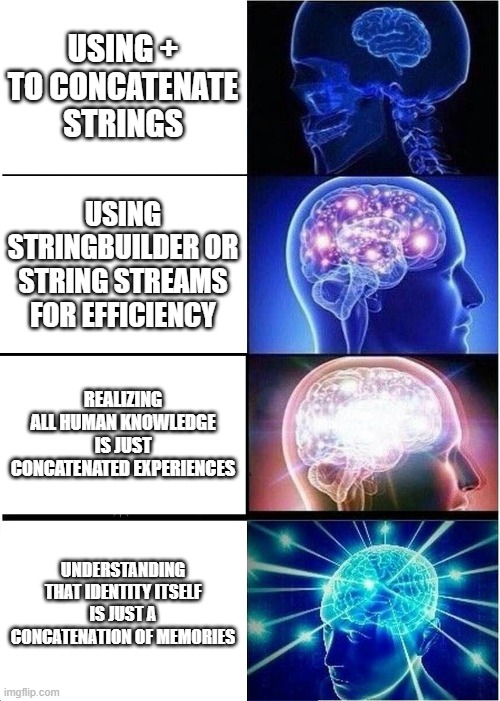 USING +
TO CONCATENATE
STRINGS
USING
STRINGBUILDER OR
STRING STREAMS
FOR EFFICIENCY
REALIZING
ALL HUMAN KNOWLEDGE
IS JUST
CONCATENATED EXPERIENCES
UNDERSTANDING
THAT IDENTITY ITSELF
IS JUST A
CONCATENATION OF MEMORIES
imgflip.com